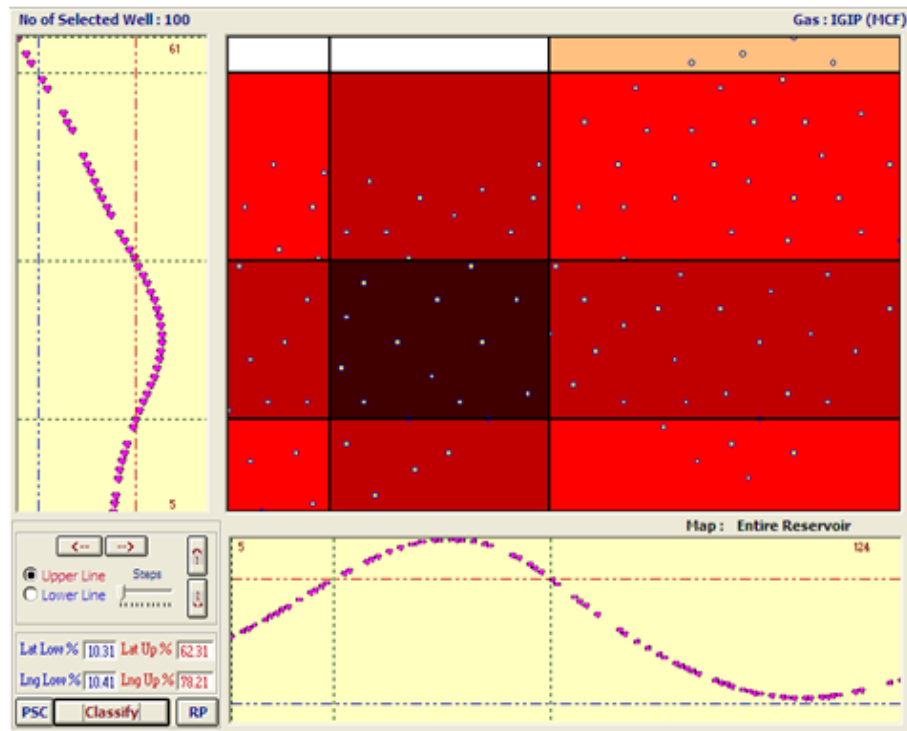 No of Selected Well : 100
Gas : IGIP (MCF)
61
5
Map : Entire Reservoir
<-- -->
Upper Line
Steps
Lower Line
5
124
Lat Low % 10.31 Lat Up % 62.31
Lng Low % 10.41 Lng Up % 78.21
PSC Classify RP